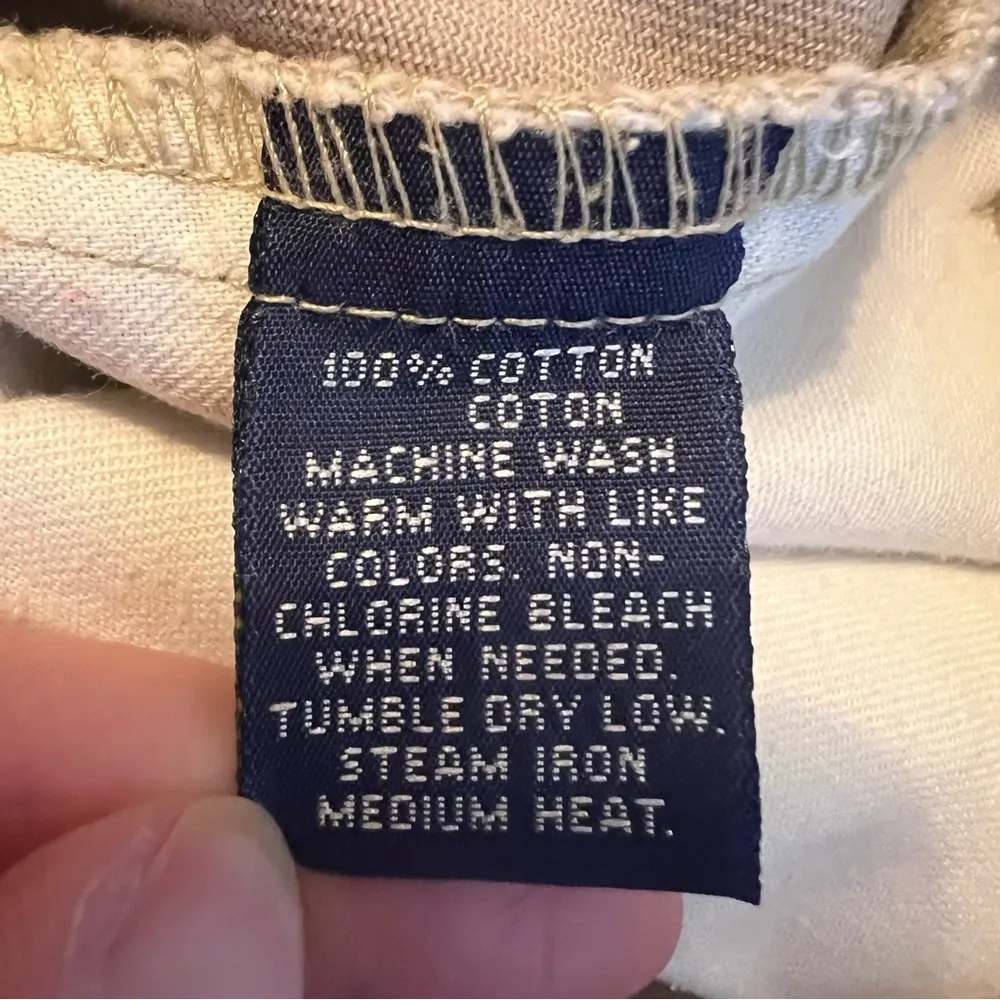 100% COTTON
COTON
MACHINE WASH
WARM WITH LIKE
COLORS. NON-
CHLORINE BLEACH
WHEN NEEDED.
TUMBLE DRY LOW.
STEAM IRON
MEDIUM HEAT.